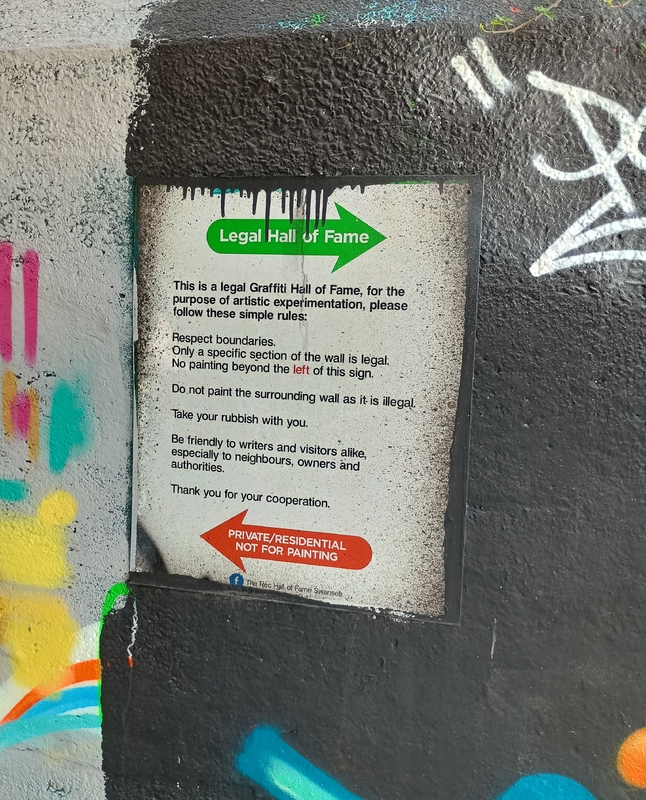 Legal Hall of Fame
This is a legal Graffiti Hall of Fame, for the
purpose of artistic experimentation, please
follow these simple rules:
Respect boundaries.
Only a specific section of the wall is legal.
No painting beyond the left of this sign.
Do not paint the surrounding wall as it is illegal.
Take your rubbish with you.
Be friendly to writers and visitors alike,
especially to neighbours, owners and
authorities.
Thank you for your cooperation.
PRIVATE/RESIDENTIAL
NOT FOR PAINTING
The Rec Hall of Fame Swansea